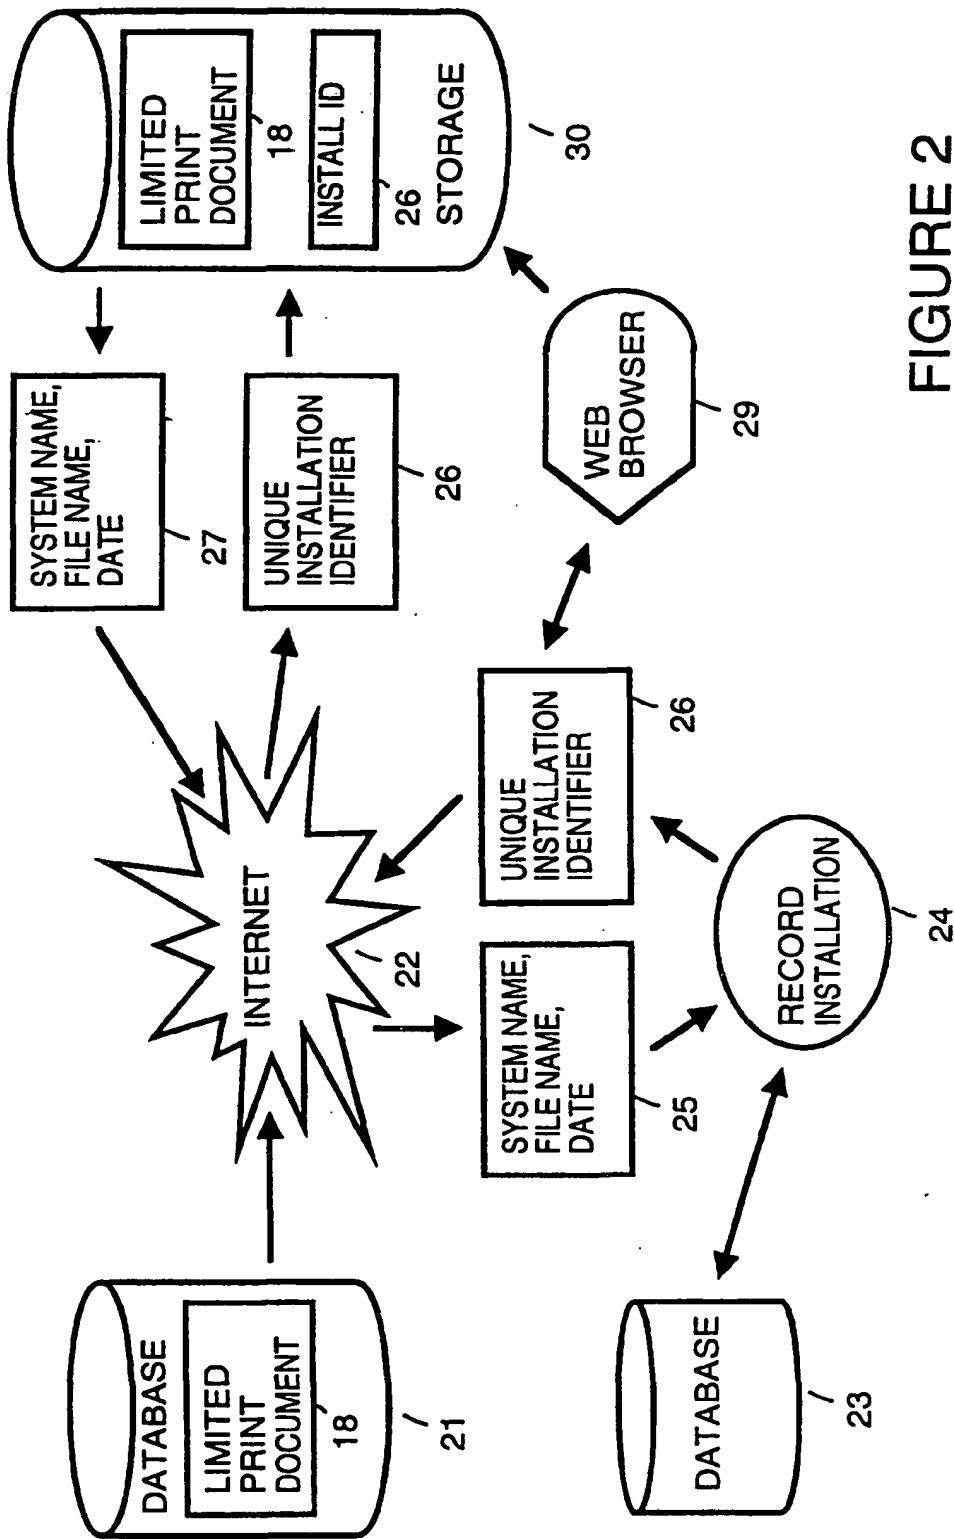 DATABASE
LIMITED
PRINT
DOCUMENT
18
21
INTERNET
22
SYSTEM NAME,
FILE NAME,
DATE
27
UNIQUE
INSTALLATION
IDENTIFIER
26
LIMITED
PRINT
DOCUMENT
18
INSTALL ID
26
STORAGE
30
DATABASE
23
SYSTEM NAME,
FILE NAME,
DATE
25
RECORD
INSTALLATION
24
UNIQUE
INSTALLATION
IDENTIFIER
26
WEB
BROWSER
29
FIGURE 2